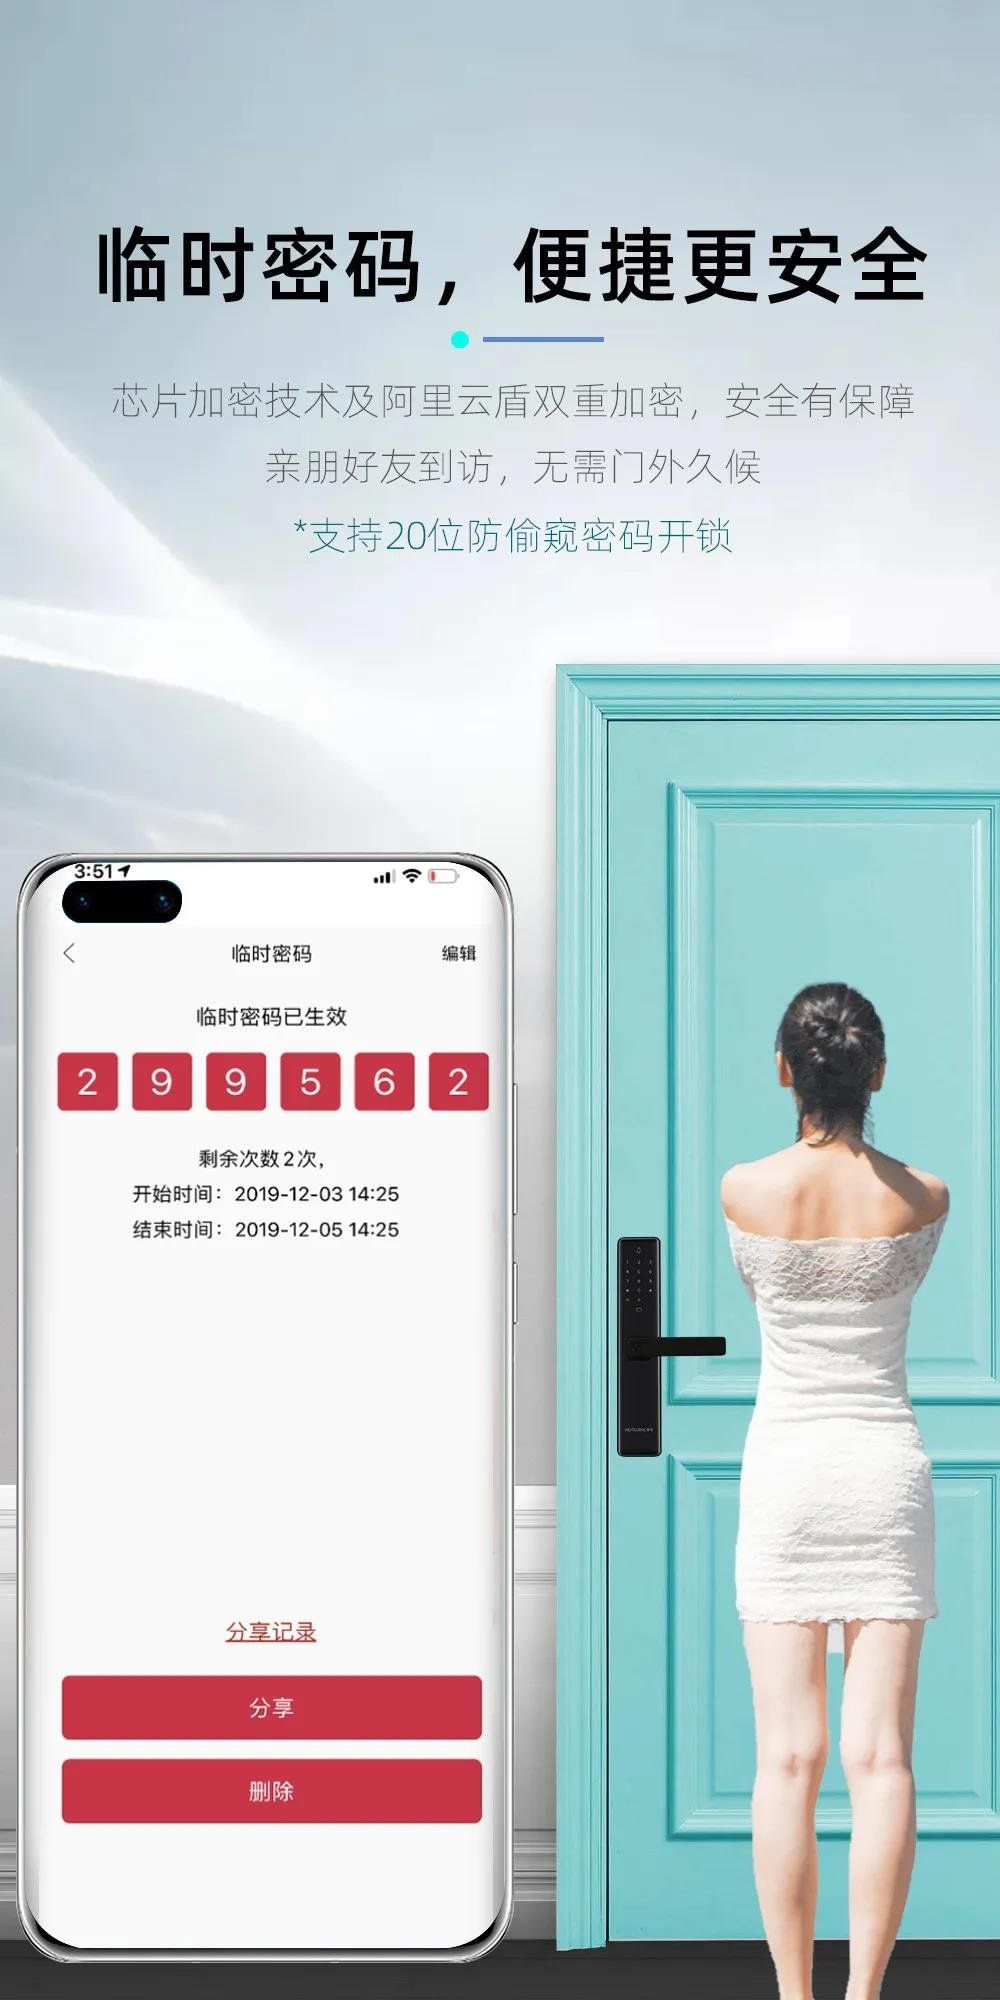 临时密码，便捷更安全
芯片加密技术及阿里云盾双重加密，安全有保障
亲朋好友到访，无需门外久候
*支持20位防偷窥密码开锁
3:51
临时密码
编辑
临时密码已生效
2 9 9 5 6 2
剩余次数2次，
开始时间：2019-12-03 14:25
结束时间：2019-12-05 14:25
分享记录
分享
删除